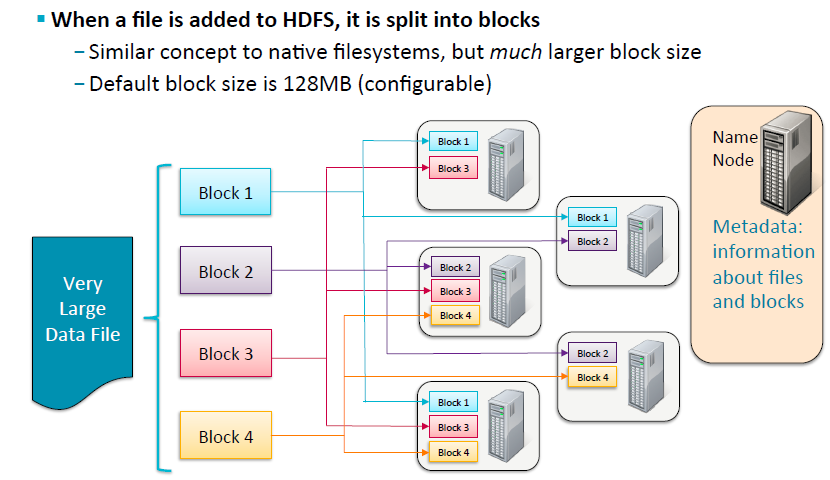 ▪ When a file is added to HDFS, it is split into blocks
– Similar concept to native filesystems, but much larger block size
– Default block size is 128MB (configurable)
Very
Large
Data File
Block 1
Block 2
Block 3
Block 4
Block 1
Block 3
Block 1
Block 2
Block 2
Block 3
Block 4
Block 2
Block 4
Block 1
Block 3
Block 4
Name
Node
Metadata:
information
about files
and blocks